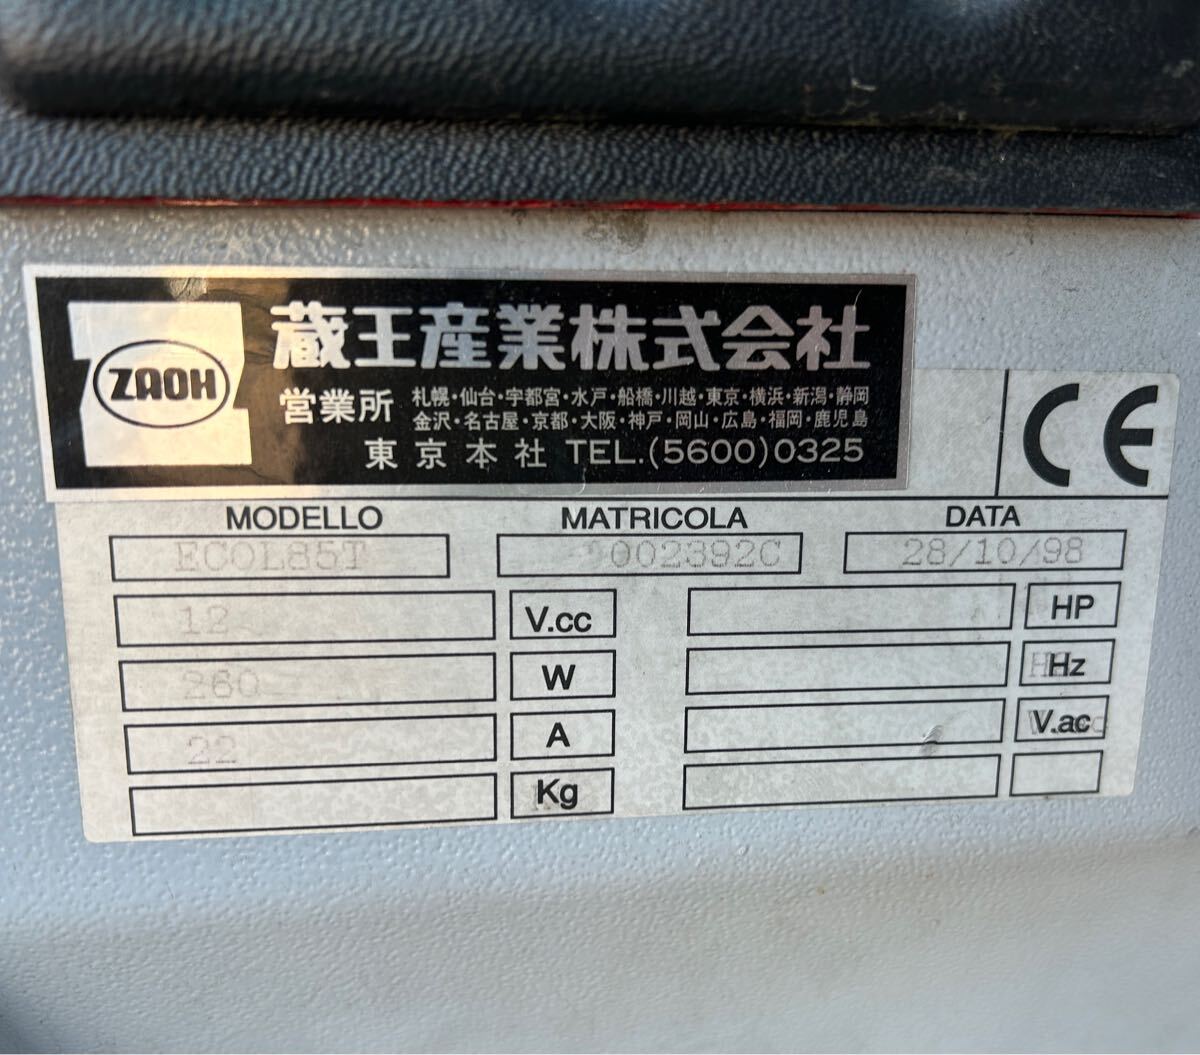 ZAOH
蔵王産業株式会社
営業所
札幌・仙台・宇都宮・水戸・船橋・川越・東京・横浜・新潟・静岡
金沢・名古屋・京都・大阪・神戸・岡山・広島・福岡・鹿児島
東京本社 TEL.(5600)0325
CE
MODELLO MATRICOLA DATA
ECOL85T 002392C 28/10/98
12 V.cc HP
260 W Hz
22 A V.ac
Kg